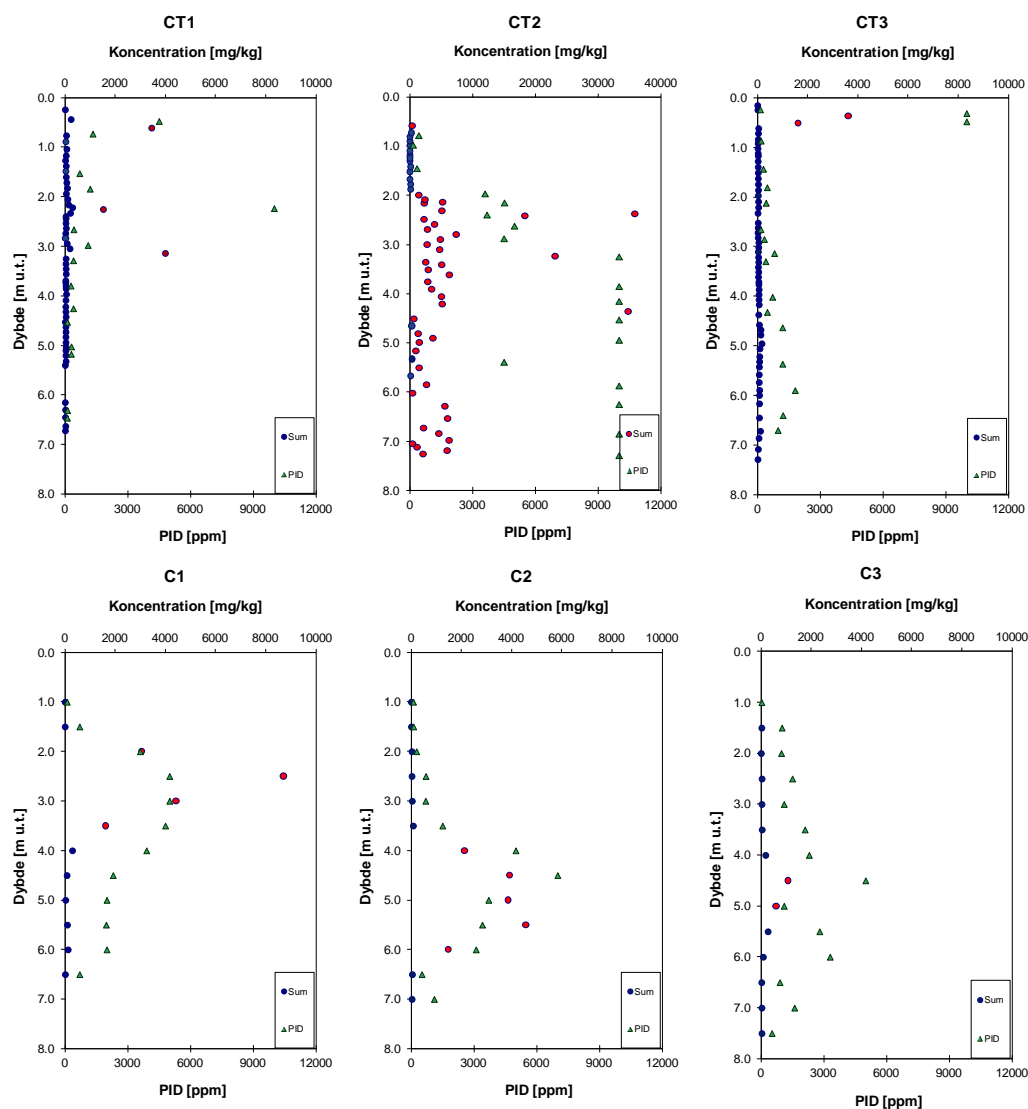 CT1
Koncentration [mg/kg]
0 2000 4000 6000 8000 10000
0.0
1.0
2.0
3.0
4.0
5.0
6.0
7.0
8.0
Dybde [m u.t.]
Sum
PID
0 3000 6000 9000 12000
PID [ppm]
CT2
Koncentration [mg/kg]
0 10000 20000 30000 40000
0.0
1.0
2.0
3.0
4.0
5.0
6.0
7.0
8.0
Dybde [m u.t.]
Sum
PID
0 3000 6000 9000 12000
PID [ppm]
CT3
Koncentration [mg/kg]
0 2000 4000 6000 8000 10000
0.0
1.0
2.0
3.0
4.0
5.0
6.0
7.0
8.0
Dybde [m u.t.]
Sum
PID
0 3000 6000 9000 12000
PID [ppm]
C1
Koncentration [mg/kg]
0 2000 4000 6000 8000 10000
0.0
1.0
2.0
3.0
4.0
5.0
6.0
7.0
8.0
Dybde [m u.t.]
Sum
PID
0 3000 6000 9000 12000
PID [ppm]
C2
Koncentration [mg/kg]
0 2000 4000 6000 8000 10000
0.0
1.0
2.0
3.0
4.0
5.0
6.0
7.0
8.0
Dybde [m u.t.]
Sum
PID
0 3000 6000 9000 12000
PID [ppm]
C3
Koncentration [mg/kg]
0 2000 4000 6000 8000 10000
0.0
1.0
2.0
3.0
4.0
5.0
6.0
7.0
8.0
Dybde [m u.t.]
Sum
PID
0 3000 6000 9000 12000
PID [ppm]